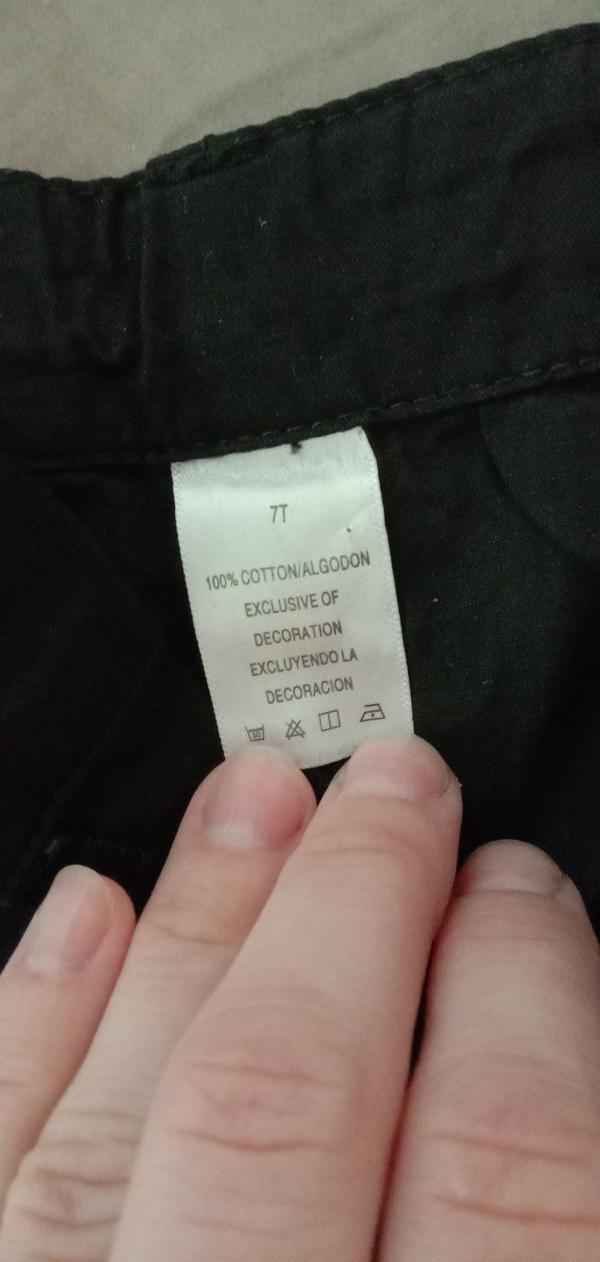 7T
100% COTTON/ALGODON
EXCLUSIVE OF
DECORATION
EXCLUYENDO LA
DECORACION